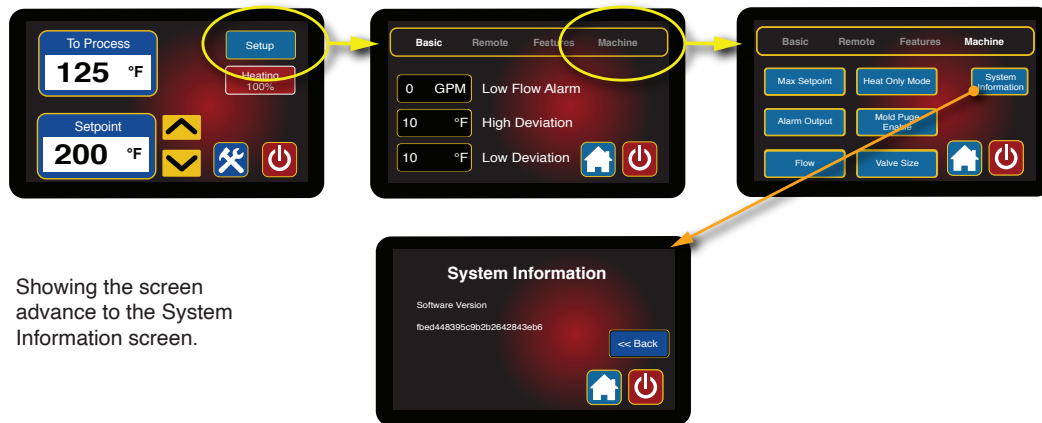 To Process
125 °F
Setup
Heating
100%
Setpoint
200 °F
Basic Remote Features Machine
0 GPM Low Flow Alarm
10 °F High Deviation
10 °F Low Deviation
Basic Remote Features Machine
Max Setpoint Heat Only Mode System
Information
Alarm Output Mold Puge
Enable
Flow Valve Size
Showing the screen
advance to the System
Information screen.
System Information
Software Version
fbed448395c9b2b2642843eb6
<< Back